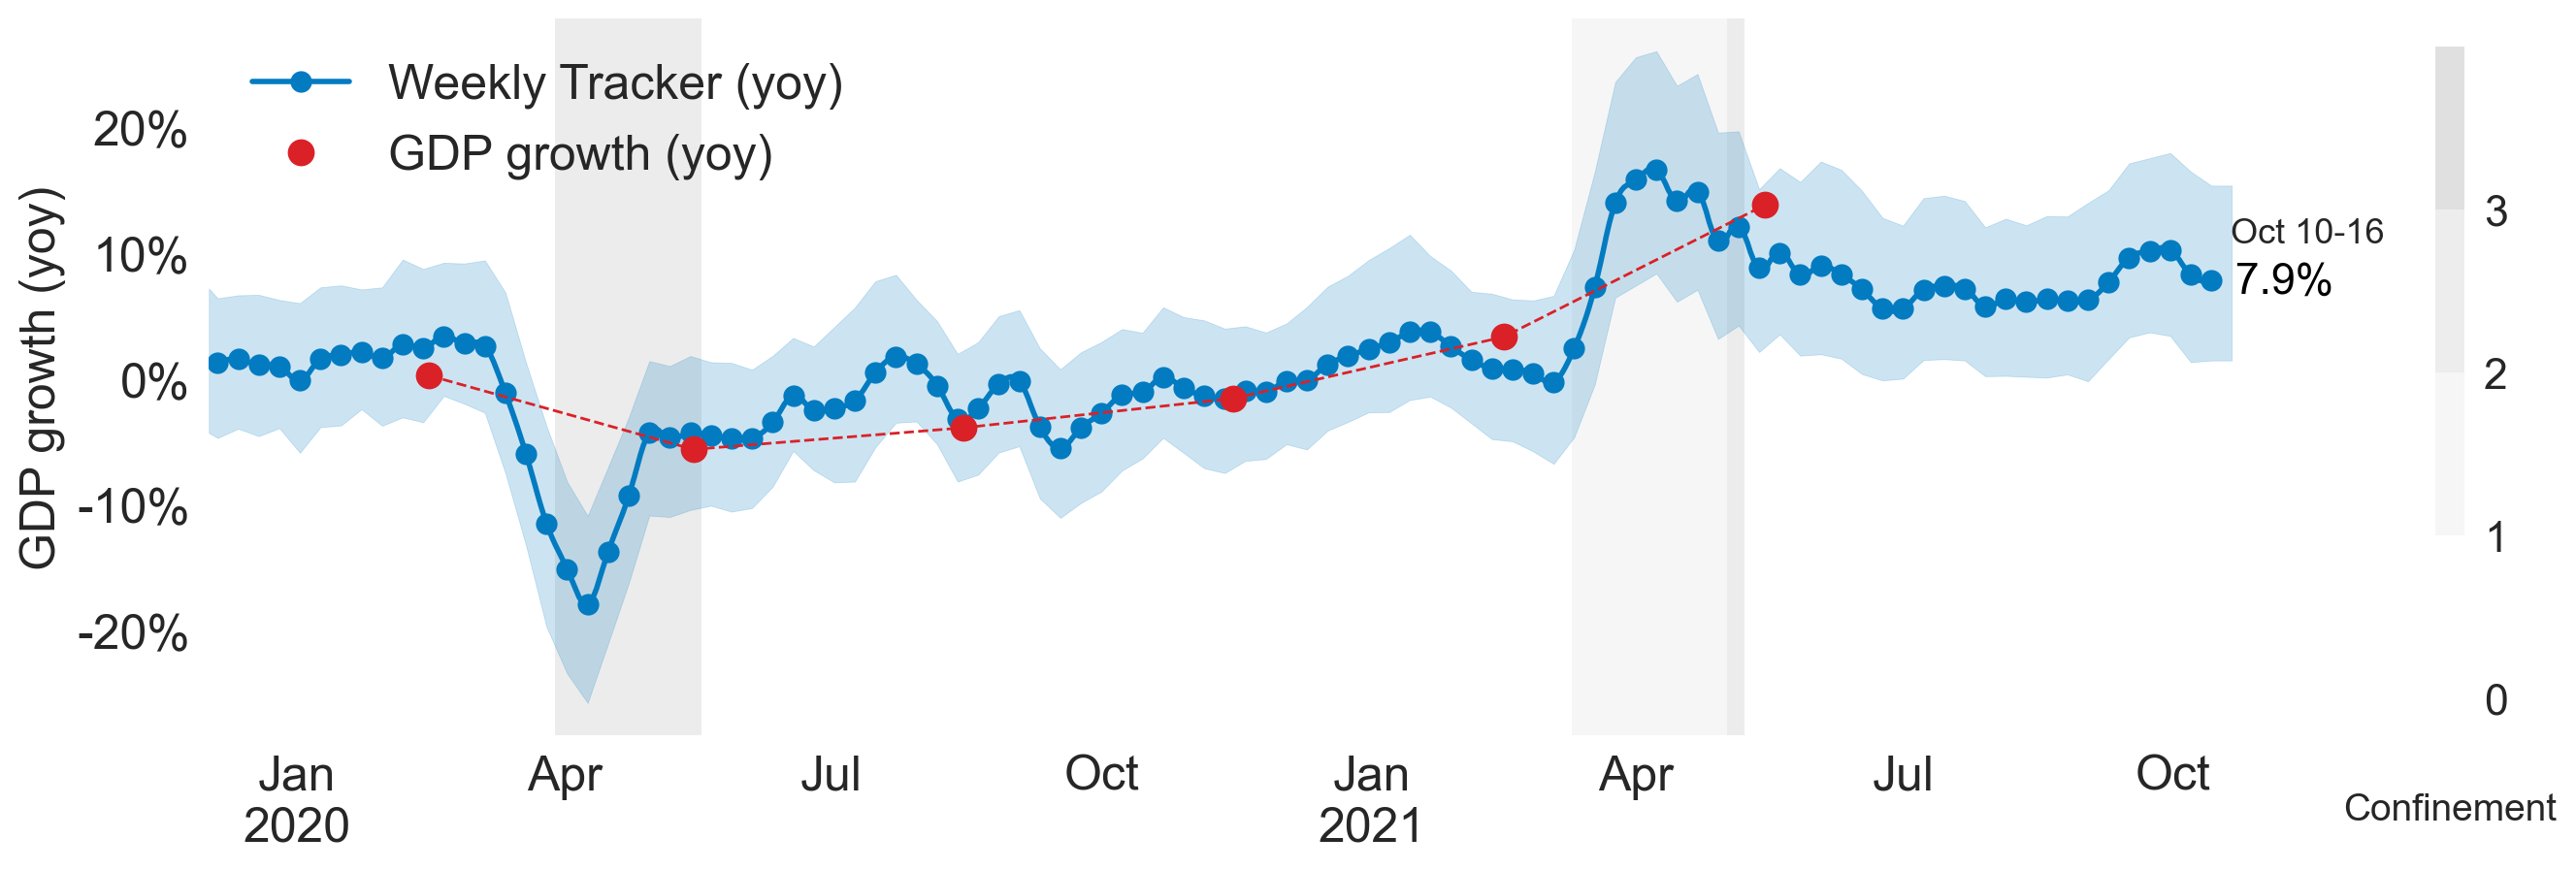 Weekly Tracker (yoy)
GDP growth (yoy)
GDP growth (yoy)
20%
10%
0%
-10%
-20%
Oct 10-16
7.9%
3
2
1
0
Jan Apr Jul Oct Jan Apr Jul Oct
2020 2021
Confinement